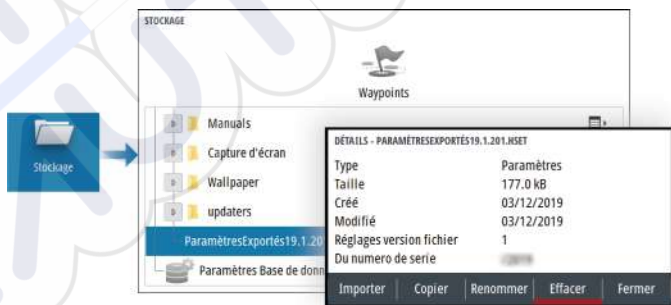 STOCKAGE
Waypoints
Stockage
Manuals
Capture d'écran
Wallpaper
updaters
ParamètresExportés19.1.20
Paramètres Base de donn
DÉTAILS - PARAMÈTRESEXPORTÉS19.1.201.HSET
Type Paramètres
Taille 177.0 kB
Créé 03/12/2019
Modifié 03/12/2019
Réglages version fichier 1
Du numero de serie
Importer Copier Renommer Effacer Fermer